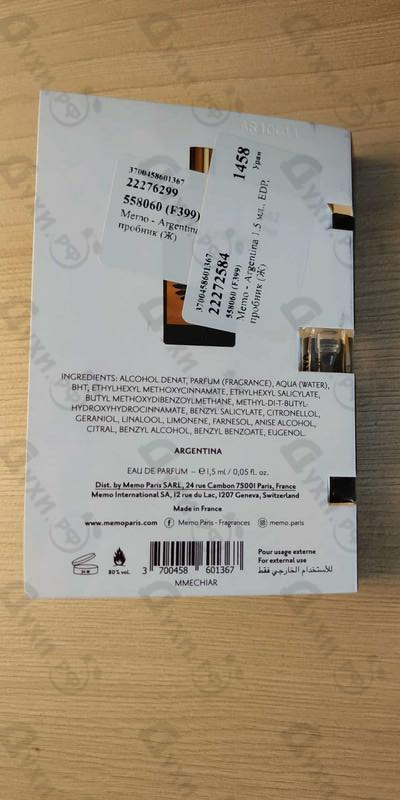 AR10611
3700458601367
22276299
558060 (F399)
Memo - Argentina
пробник (Ж)
3700458601367
22272584
558060 (F399)
Memo - Argentina 1.5 мл., EDP,
пробник (Ж)
1458
Уран
INGREDIENTS: ALCOHOL DENAT, PARFUM (FRAGRANCE), AQUA (WATER),
BHT, ETHYLHEXYL METHOXYCINNAMATE, ETHYLHEXYL SALICYLATE,
BUTYL METHOXYDIBENZOYLMETHANE, METHYL-DI-T-BUTYL-
HYDROXYHYDROCINNAMATE, BENZYL SALICYLATE, CITRONELLOL,
GERANIOL, LINALOOL, LIMONENE, FARNESOL, ANISE ALCOHOL,
CITRAL, BENZYL ALCOHOL, BENZYL BENZOATE, EUGENOL.
ARGENTINA
EAU DE PARFUM – ℮ 1,5 ml / 0,05 fl. oz.
Dist. by Memo Paris SARL, 24 rue Cambon 75001 Paris, France
Memo International SA, 12 rue du Lac, 1207 Geneva, Switzerland
Made in France
www.memoparis.com Memo Paris - Fragrances memo.paris
80 % vol.
3 700458 601367
MMECHIAR
Pour usage externe
For external use
للاستخدام الخارجي فقط
Духи.рф